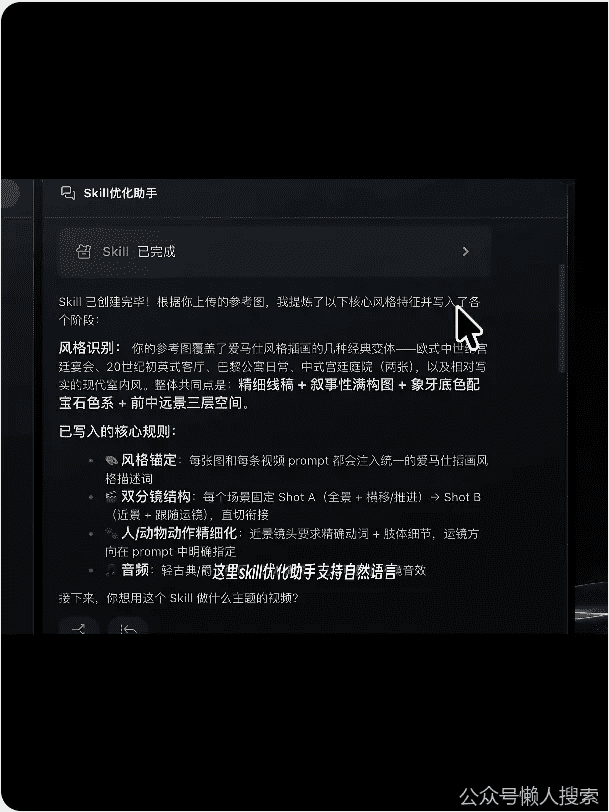 Skill优化助手
Skill 已完成
Skill 已创建完毕！根据你上传的参考图，我提炼了以下核心风格特征并写入了各
个阶段：
风格识别： 你的参考图覆盖了爱马仕风格插画的几种经典变体——欧式中世纪宫
廷宴会、20世纪初英式客厅、巴黎公寓日常、中式宫廷庭院（两张），以及相对写
实的现代室内风。整体共同点是：精细线稿 + 叙事性满构图 + 象牙底色配
宝石色系 + 前中远景三层空间。
已写入的核心规则：
风格锚定：每张图和每条视频 prompt 都会注入统一的爱马仕插画风
格描述词
双分镜结构：每个场景固定 Shot A（全景 + 横移/推进）→ Shot B
（近景 + 跟随运镜），直切衔接
人/动物动作精细化：近景镜头要求精确动词 + 肢体细节，运镜方
向在 prompt 中明确指定
音频：轻古典/爵
这里skill优化助手支持自然语言
音效
接下来，你想用这个 Skill 做什么主题的视频？
公众号懒人搜索